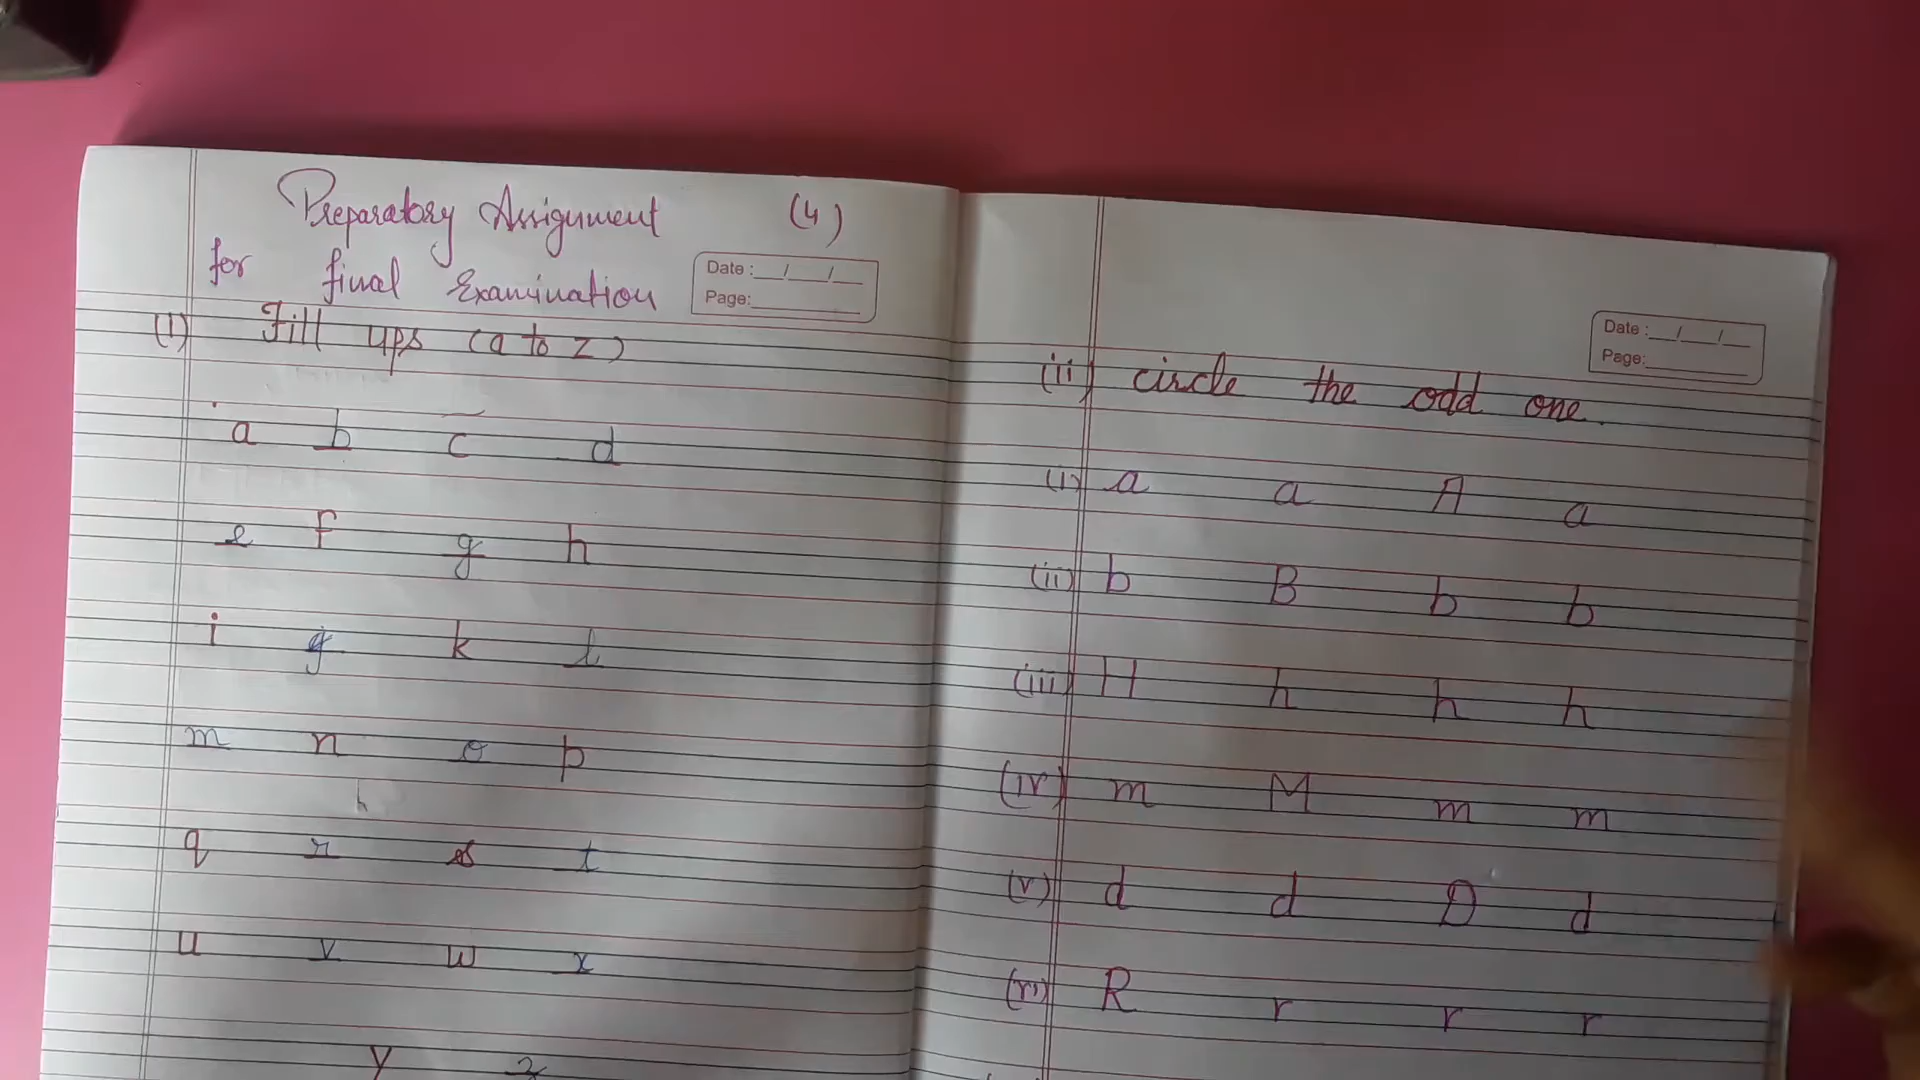 Preparatory Assignment (4)
for final Examination
Date :__/__/__
Page:
(i) Fill ups (a to z)
a b c d
e f g h
i j k l
m n o p
h
q r s t
u v w x
y z
Date :__/__/__
Page:
(ii) circle the odd one.
(i) a a A a
(ii) b B b b
(iii) H h h h
(iv) m M m m
(v) d d D d
(vi) R r r r